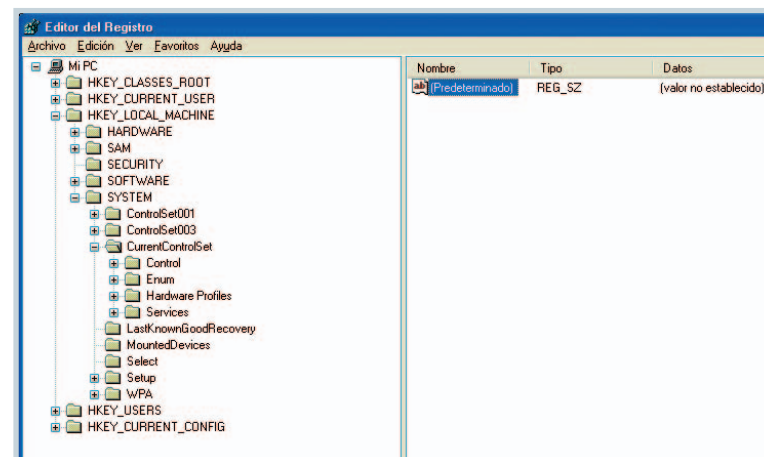 Editor del Registro
Archivo Edición Ver Favoritos Ayuda
Mi PC
HKEY_CLASSES_ROOT
HKEY_CURRENT_USER
HKEY_LOCAL_MACHINE
HARDWARE
SAM
SECURITY
SOFTWARE
SYSTEM
ControlSet001
ControlSet003
CurrentControlSet
Control
Enum
Hardware Profiles
Services
LastKnownGoodRecovery
MountedDevices
Select
Setup
WPA
HKEY_USERS
HKEY_CURRENT_CONFIG
Nombre Tipo Datos
ab (Predeterminado) REG_SZ (valor no establecido)